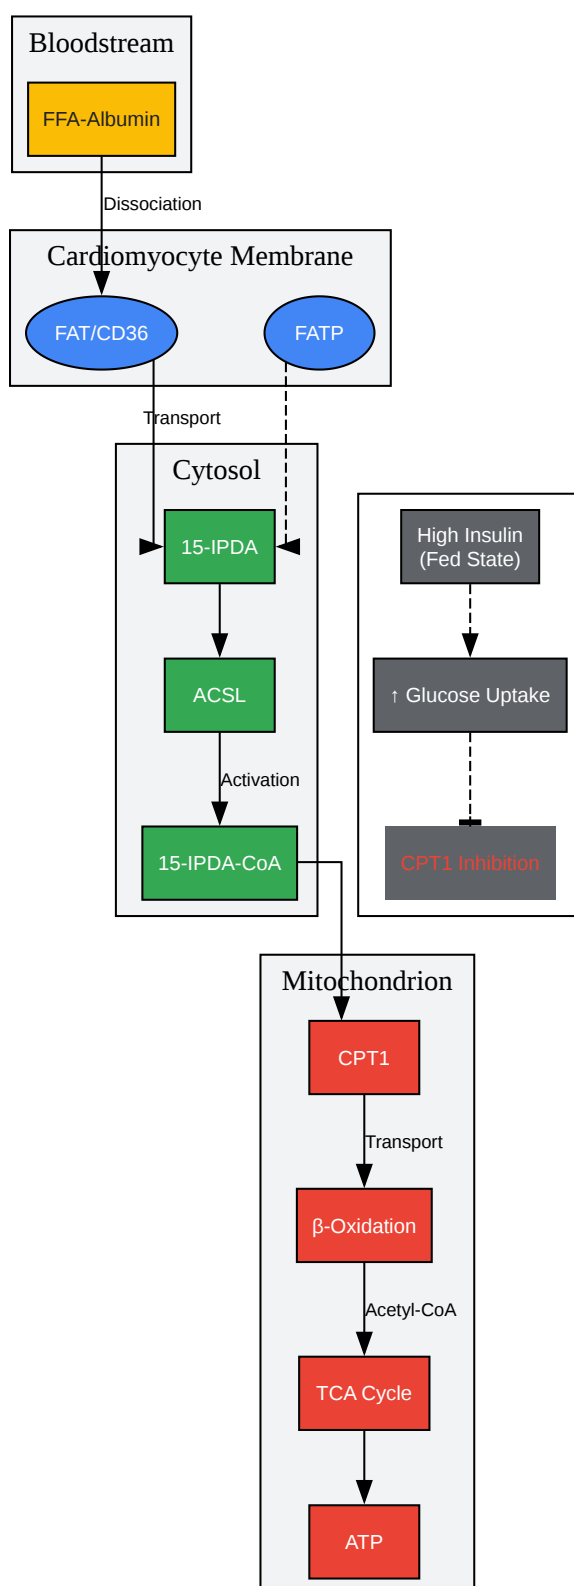 Bloodstream
FFA-Albumin
Dissociation
Cardiomyocyte Membrane
FAT/CD36
FATP
Transport
Cytosol
15-IPDA
High Insulin
(Fed State)
ACSL
↑ Glucose Uptake
Activation
15-IPDA-CoA
CPT1 Inhibition
Mitochondrion
CPT1
Transport
β-Oxidation
Acetyl-CoA
TCA Cycle
ATP